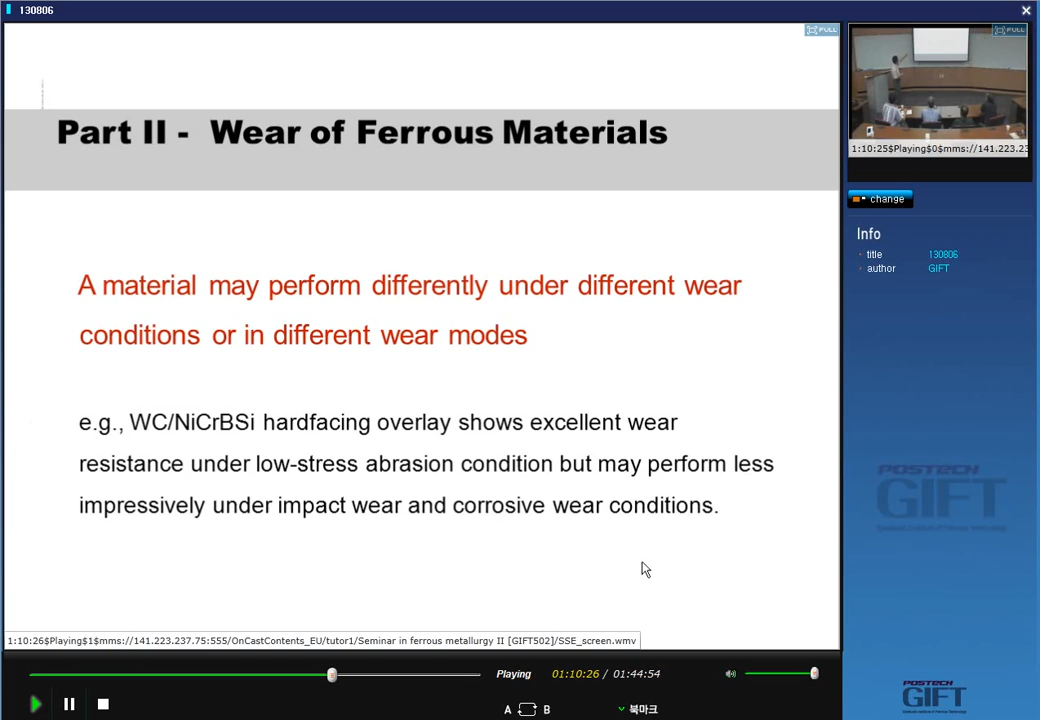 130806
FULL
FULL
Part II - Wear of Ferrous Materials
A material may perform differently under different wear
conditions or in different wear modes
e.g., WC/NiCrBSi hardfacing overlay shows excellent wear
resistance under low-stress abrasion condition but may perform less
impressively under impact wear and corrosive wear conditions.
1:10:25$Playing$0$mms://141.223.23
change
Info
title 130806
author GIFT
POSTECH
GIFT
1:10:26$Playing$1$mms://141.223.237.75:555/OnCastContents_EU/tutor1/Seminar in ferrous metallurgy II [GIFT502]/SSE_screen.wmv
Playing 01:10:26 / 01:44:54
A B 북마크
POSTECH
GIFT